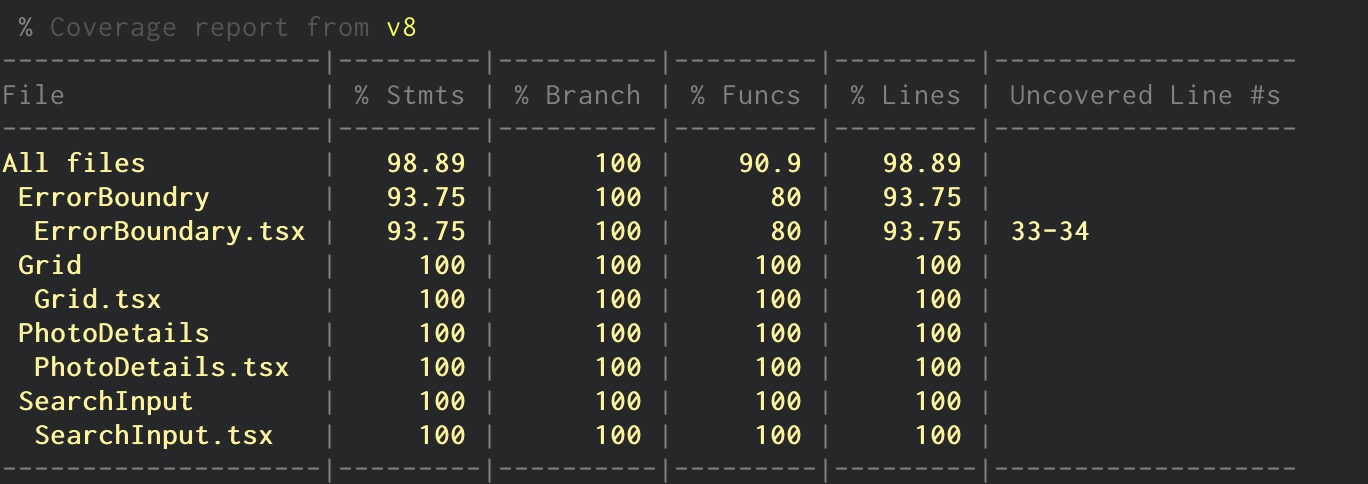 % Coverage report from v8
--------------------|---------|----------|---------|---------|-------------------
File                | % Stmts | % Branch | % Funcs | % Lines | Uncovered Line #s
--------------------|---------|----------|---------|---------|-------------------
All files           |   98.89 |      100 |    90.9 |   98.89 |
 ErrorBoundry       |   93.75 |      100 |      80 |   93.75 |
  ErrorBoundary.tsx |   93.75 |      100 |      80 |   93.75 | 33-34
 Grid               |     100 |      100 |     100 |     100 |
  Grid.tsx          |     100 |      100 |     100 |     100 |
 PhotoDetails       |     100 |      100 |     100 |     100 |
  PhotoDetails.tsx  |     100 |      100 |     100 |     100 |
 SearchInput        |     100 |      100 |     100 |     100 |
  SearchInput.tsx   |     100 |      100 |     100 |     100 |
--------------------|---------|----------|---------|---------|-------------------